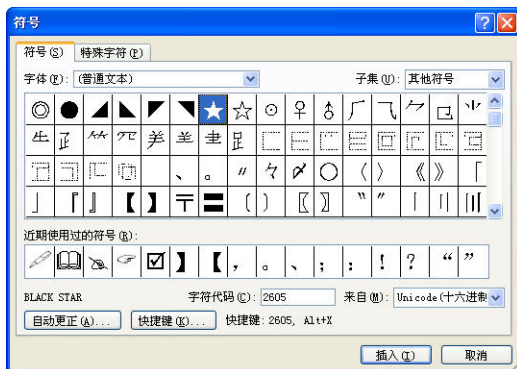 符号
符号(S) 特殊字符(P)
字体(F): (普通文本) 子集(U): 其他符号
◎ ● ◢ ◣ ◤ ◥ ★ ☆ ⊙ ♀ ♂
、 。 〃 〇 〈 〉 《 》 「
」 『 』 【 】 〒 〓 〔 〕 〖 〗
近期使用过的符号(R):
】 【 , 。 、 ; : ! ? “ ”
BLACK STAR 字符代码(C): 2605 来自(M): Unicode(十六进制
自动更正(A)... 快捷键(K)... 快捷键: 2605, Alt+X
插入(I) 取消